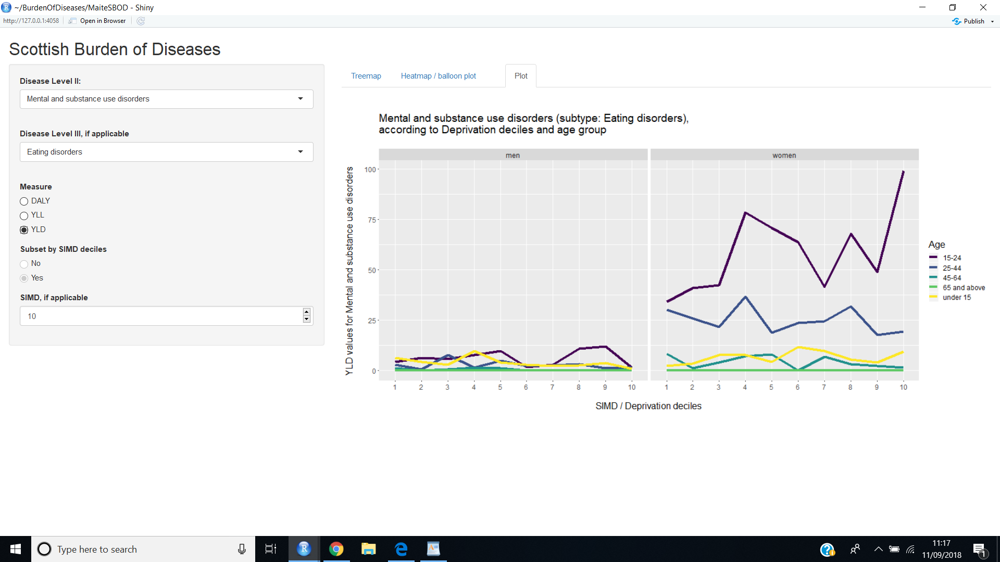 ~/BurdenOfDiseases/MaiteSBOD - Shiny
http://127.0.0.1:4058
Open in Browser
Publish
Scottish Burden of Diseases
Disease Level II:
Mental and substance use disorders
Disease Level III, if applicable
Eating disorders
Measure
DALY
YLL
YLD
Subset by SIMD deciles
No
Yes
SIMD, if applicable
10
Treemap
Heatmap / balloon plot
Plot
Mental and substance use disorders (subtype: Eating disorders),
according to Deprivation deciles and age group
men
women
YLD values for Mental and substance use disorders
100
75
50
25
0
1 2 3 4 5 6 7 8 9 10
1 2 3 4 5 6 7 8 9 10
SIMD / Deprivation deciles
Age
15-24
25-44
45-64
65 and above
under 15
Type here to search
11:17
11/09/2018
1